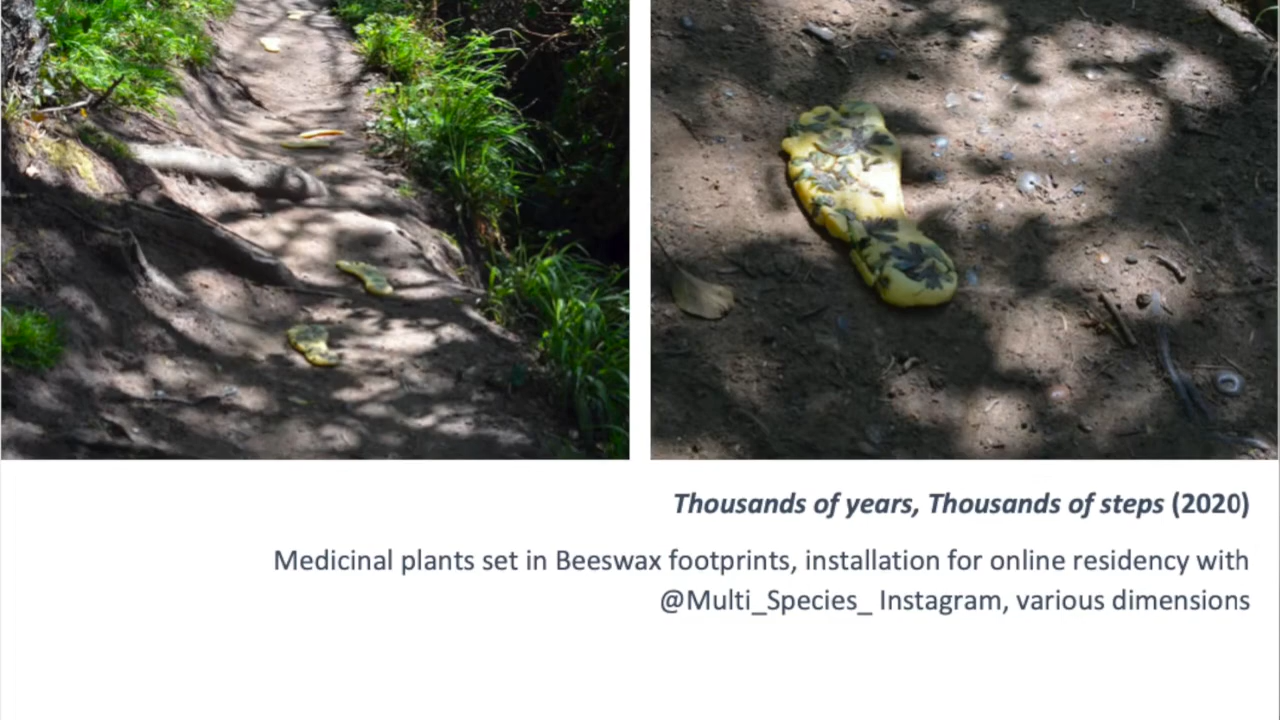 Thousands of years, Thousands of steps (2020)
Medicinal plants set in Beeswax footprints, installation for online residency with
@Multi_Species_ Instagram, various dimensions